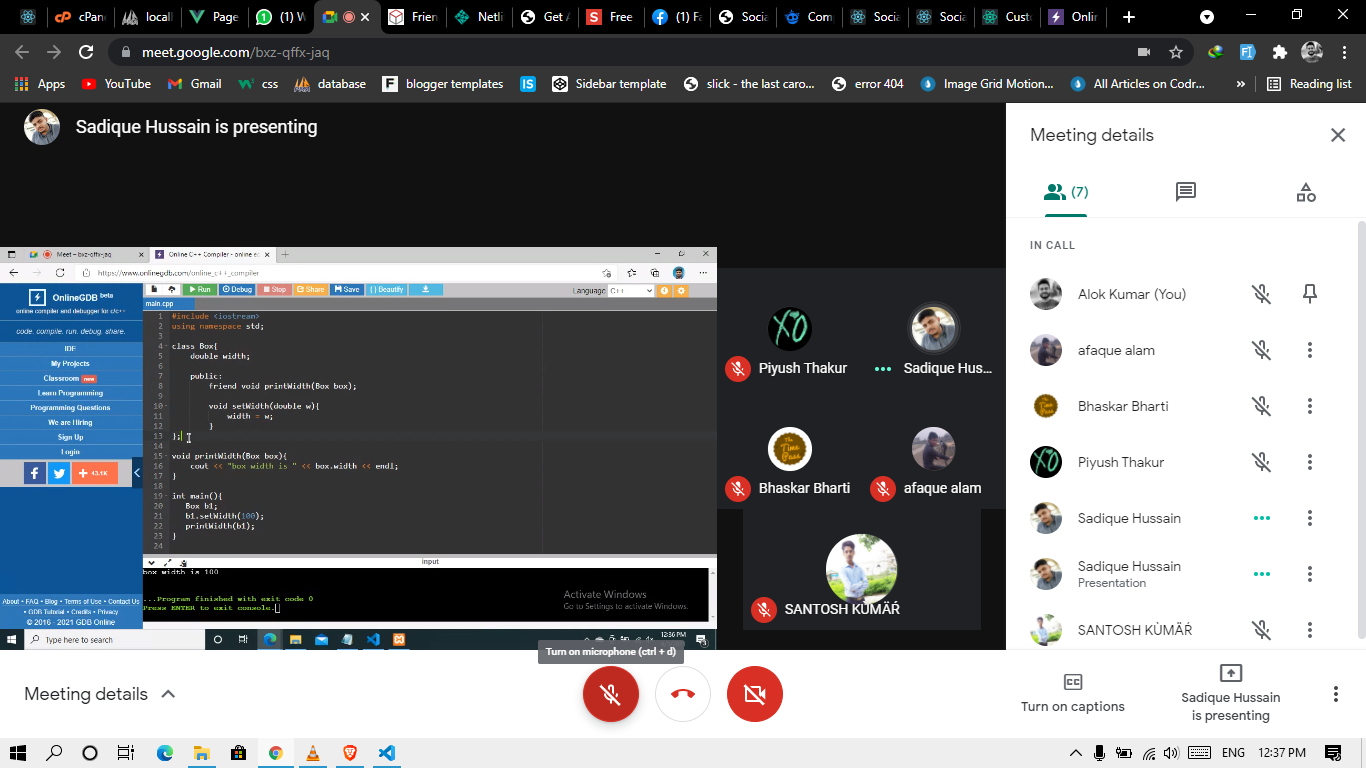 cPan
locall
Page
(1) W
Frien
Netli
Get A
Free
(1) Fa
Socia
Com
Socia
Socia
Custo
Onlin
meet.google.com/bxz-qffx-jaq
Apps
YouTube
Gmail
css
database
blogger templates
Sidebar template
slick - the last caro...
error 404
Image Grid Motion...
All Articles on Codr...
»
Reading list
Sadique Hussain is presenting
Meet – bxz-qffx-jaq
Online C++ Compiler - online e
https://www.onlinegdb.com/online_c++_compiler
OnlineGDB beta
online compiler and debugger for c/c++
code. compile. run. debug. share.
IDE
My Projects
Classroom new
Learn Programming
Programming Questions
We are Hiring
Sign Up
Login
43.1K
About • FAQ • Blog • Terms of Use • Contact Us
• GDB Tutorial • Credits • Privacy
© 2016 - 2021 GDB Online
Run
Debug
Stop
Share
Save
{ } Beautify
Language C++
main.cpp
1 #include <iostream>
2 using namespace std;
3
4 class Box{
5 double width;
6
7 public:
8 friend void printWidth(Box box);
9
10 void setWidth(double w){
11 width = w;
12 }
13 };
14
15 void printWidth(Box box){
16 cout << "box width is " << box.width << endl;
17 }
18
19 int main(){
20 Box b1;
21 b1.setWidth(100);
22 printWidth(b1);
23 }
24
input
box width is 100
...Program finished with exit code 0
Press ENTER to exit console.
Activate Windows
Go to Settings to activate Windows.
Type here to search
12:36 PM
Piyush Thakur
Sadique Hus...
Bhaskar Bharti
afaque alam
SANTOSH KÙMÄŔ
Meeting details
(7)
IN CALL
Alok Kumar (You)
afaque alam
Bhaskar Bharti
Piyush Thakur
Sadique Hussain
Sadique Hussain
Presentation
SANTOSH KÙMÄŔ
Turn on microphone (ctrl + d)
Meeting details
Turn on captions
Sadique Hussain
is presenting
ENG
12:37 PM